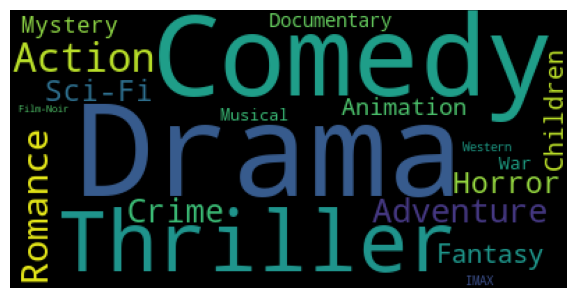 Mystery
Documentary
Comedy
Action
Sci-Fi
Children
Film-Noir
Musical
Animation
Drama
Western
War
Romance
Horror
Crime
Adventure
Thriller
Fantasy
IMAX